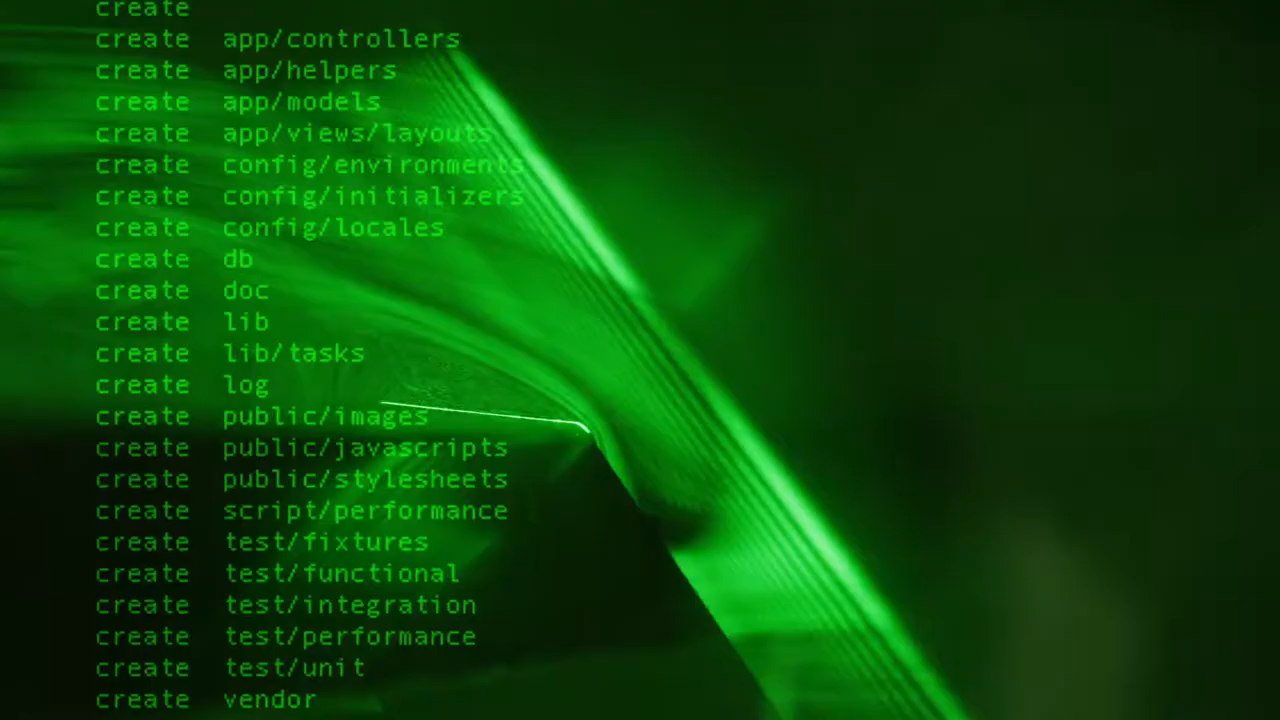 create
create app/controllers
create app/helpers
create app/models
create app/views/layouts
create config/environments
create config/initializers
create config/locales
create db
create doc
create lib
create lib/tasks
create log
create public/images
create public/javascripts
create public/stylesheets
create script/performance
create test/fixtures
create test/functional
create test/integration
create test/performance
create test/unit
create vendor